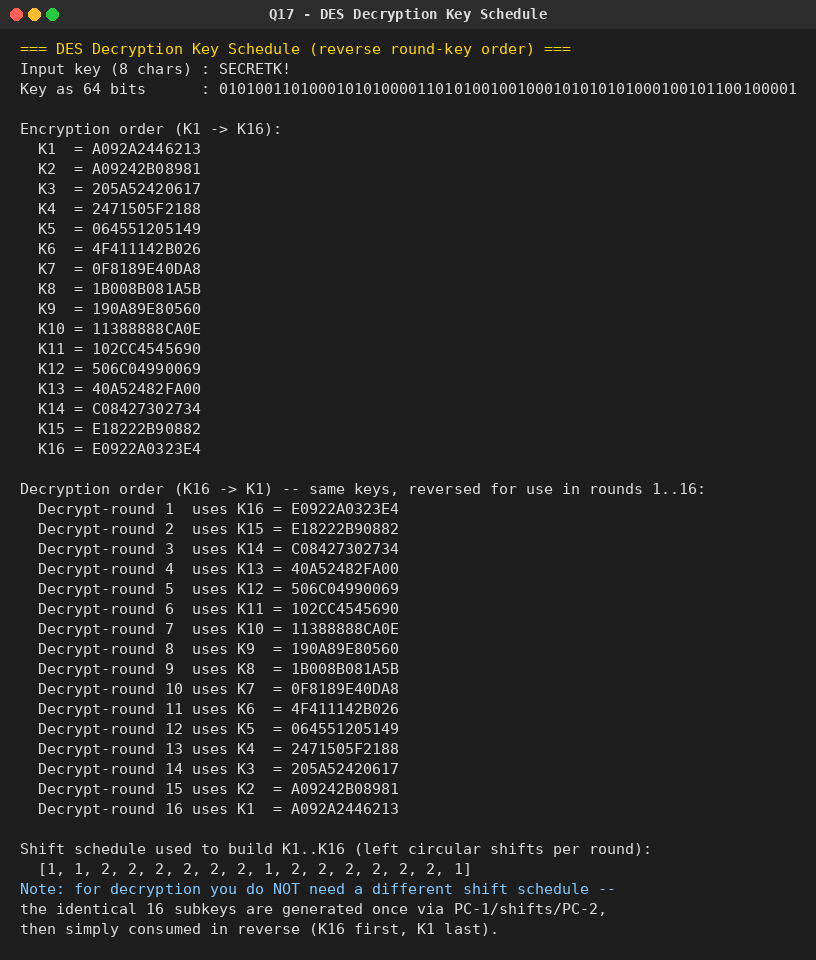 Q17 - DES Decryption Key Schedule
=== DES Decryption Key Schedule (reverse round-key order) ===
Input key (8 chars) : SECRETK!
Key as 64 bits      : 0101001101000101010000110101001001000101010101000100101100100001
Encryption order (K1 -> K16):
K1  = A092A2446213
K2  = A09242B08981
K3  = 205A52420617
K4  = 2471505F2188
K5  = 064551205149
K6  = 4F411142B026
K7  = 0F8189E40DA8
K8  = 1B008B081A5B
K9  = 190A89E80560
K10 = 11388888CA0E
K11 = 102CC4545690
K12 = 506C04990069
K13 = 40A52482FA00
K14 = C08427302734
K15 = E18222B90882
K16 = E0922A0323E4
Decryption order (K16 -> K1) -- same keys, reversed for use in rounds 1..16:
Decrypt-round 1  uses K16 = E0922A0323E4
Decrypt-round 2  uses K15 = E18222B90882
Decrypt-round 3  uses K14 = C08427302734
Decrypt-round 4  uses K13 = 40A52482FA00
Decrypt-round 5  uses K12 = 506C04990069
Decrypt-round 6  uses K11 = 102CC4545690
Decrypt-round 7  uses K10 = 11388888CA0E
Decrypt-round 8  uses K9  = 190A89E80560
Decrypt-round 9  uses K8  = 1B008B081A5B
Decrypt-round 10 uses K7  = 0F8189E40DA8
Decrypt-round 11 uses K6  = 4F411142B026
Decrypt-round 12 uses K5  = 064551205149
Decrypt-round 13 uses K4  = 2471505F2188
Decrypt-round 14 uses K3  = 205A52420617
Decrypt-round 15 uses K2  = A09242B08981
Decrypt-round 16 uses K1  = A092A2446213
Shift schedule used to build K1..K16 (left circular shifts per round):
[1, 1, 2, 2, 2, 2, 2, 2, 1, 2, 2, 2, 2, 2, 2, 1]
Note: for decryption you do NOT need a different shift schedule --
the identical 16 subkeys are generated once via PC-1/shifts/PC-2,
then simply consumed in reverse (K16 first, K1 last).